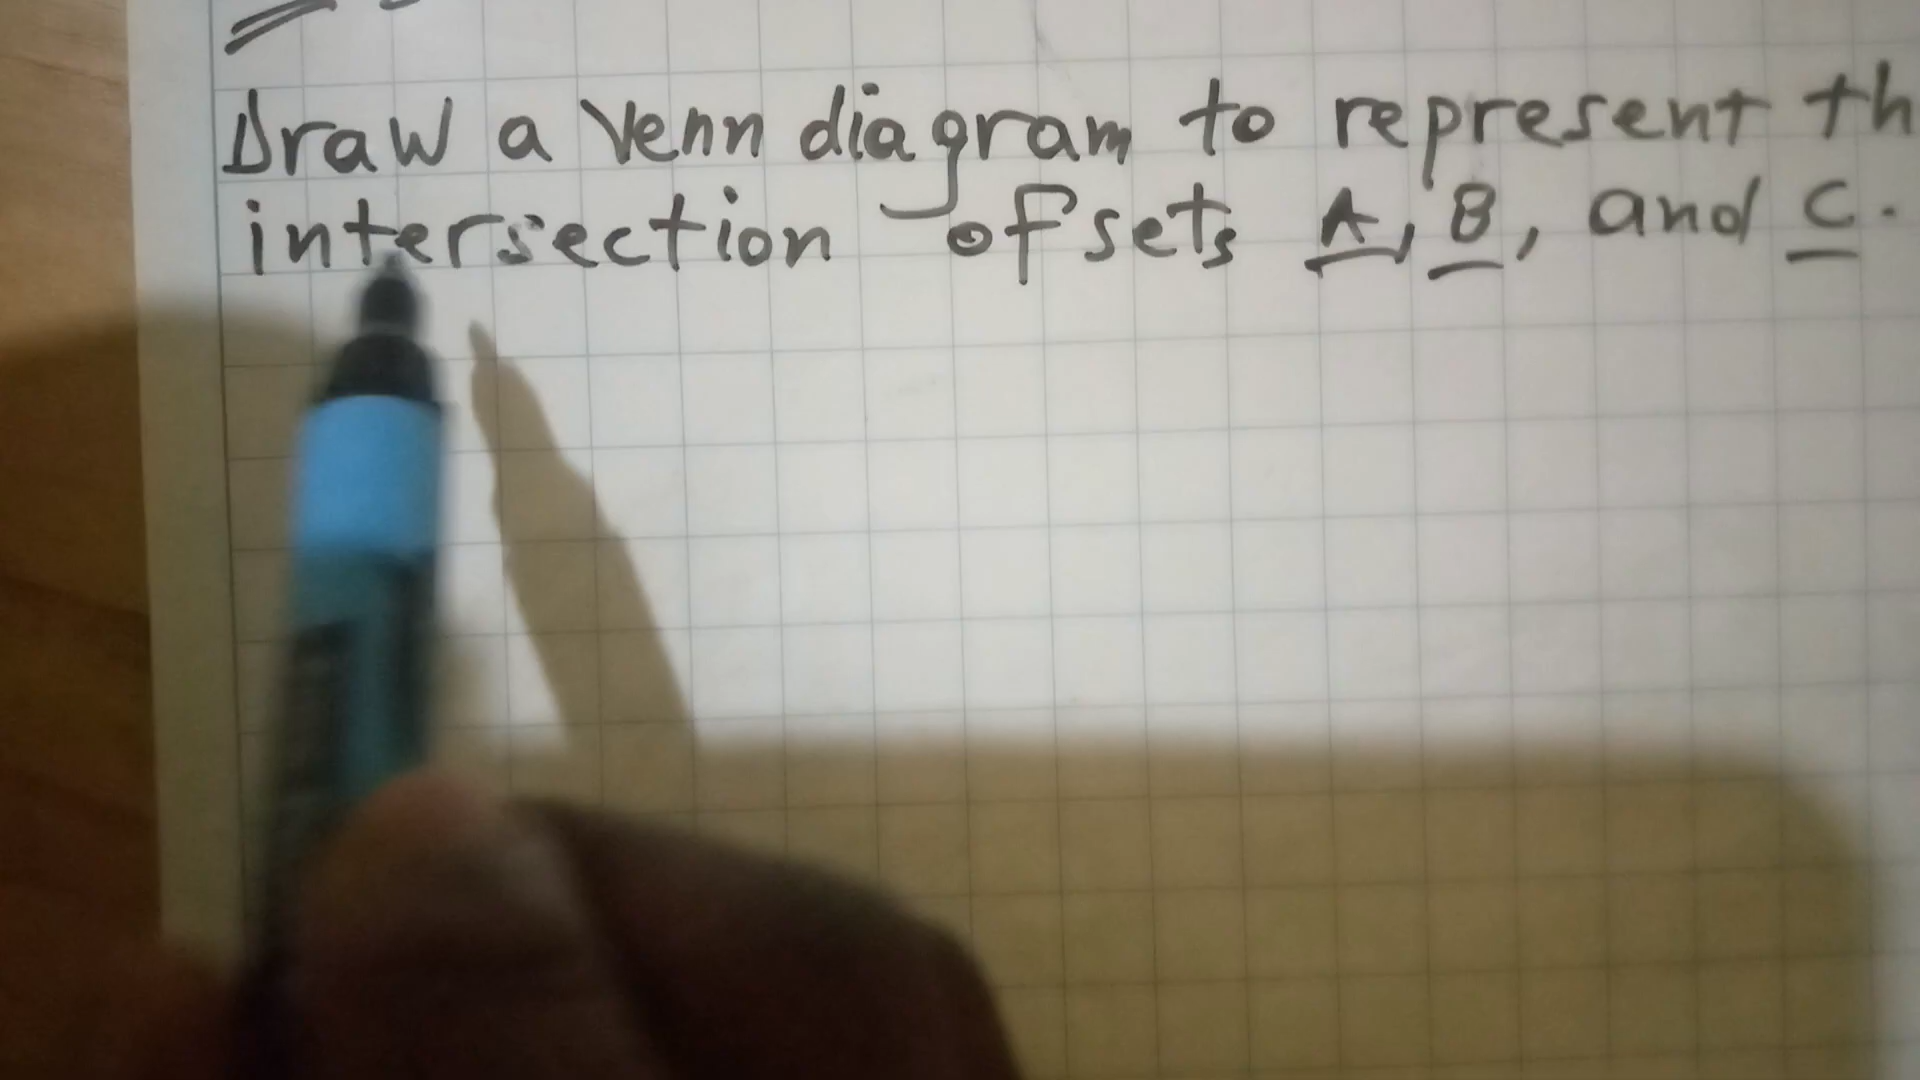 Draw a Venn diagram to represent th
intersection of sets A, B, and C.